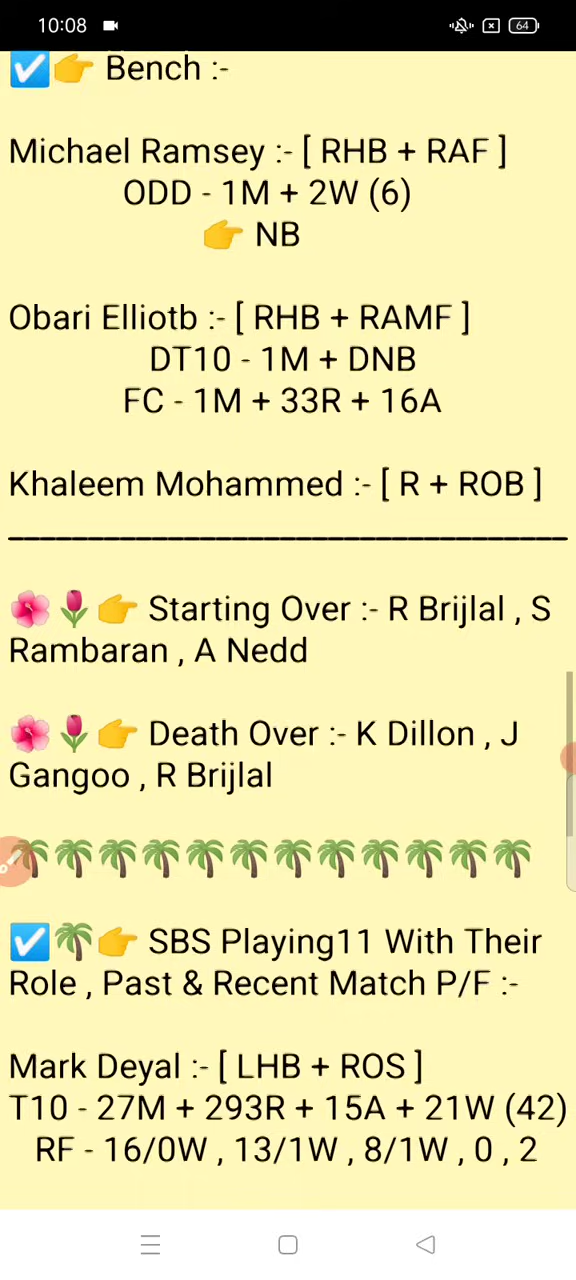 10:08
64
☑️👉 Bench :-
Michael Ramsey :- [ RHB + RAF ]
ODD - 1M + 2W (6)
👉 NB
Obari Elliotb :- [ RHB + RAMF ]
DT10 - 1M + DNB
FC - 1M + 33R + 16A
Khaleem Mohammed :- [ R + ROB ]
🌺🌷👉 Starting Over :- R Brijlal , S
Rambaran , A Nedd
🌺🌷👉 Death Over :- K Dillon , J
Gangoo , R Brijlal
🌴🌴🌴🌴🌴🌴🌴🌴🌴🌴🌴🌴
☑️🌴👉 SBS Playing11 With Their
Role , Past & Recent Match P/F :-
Mark Deyal :- [ LHB + ROS ]
T10 - 27M + 293R + 15A + 21W (42)
RF - 16/0W , 13/1W , 8/1W , 0 , 2